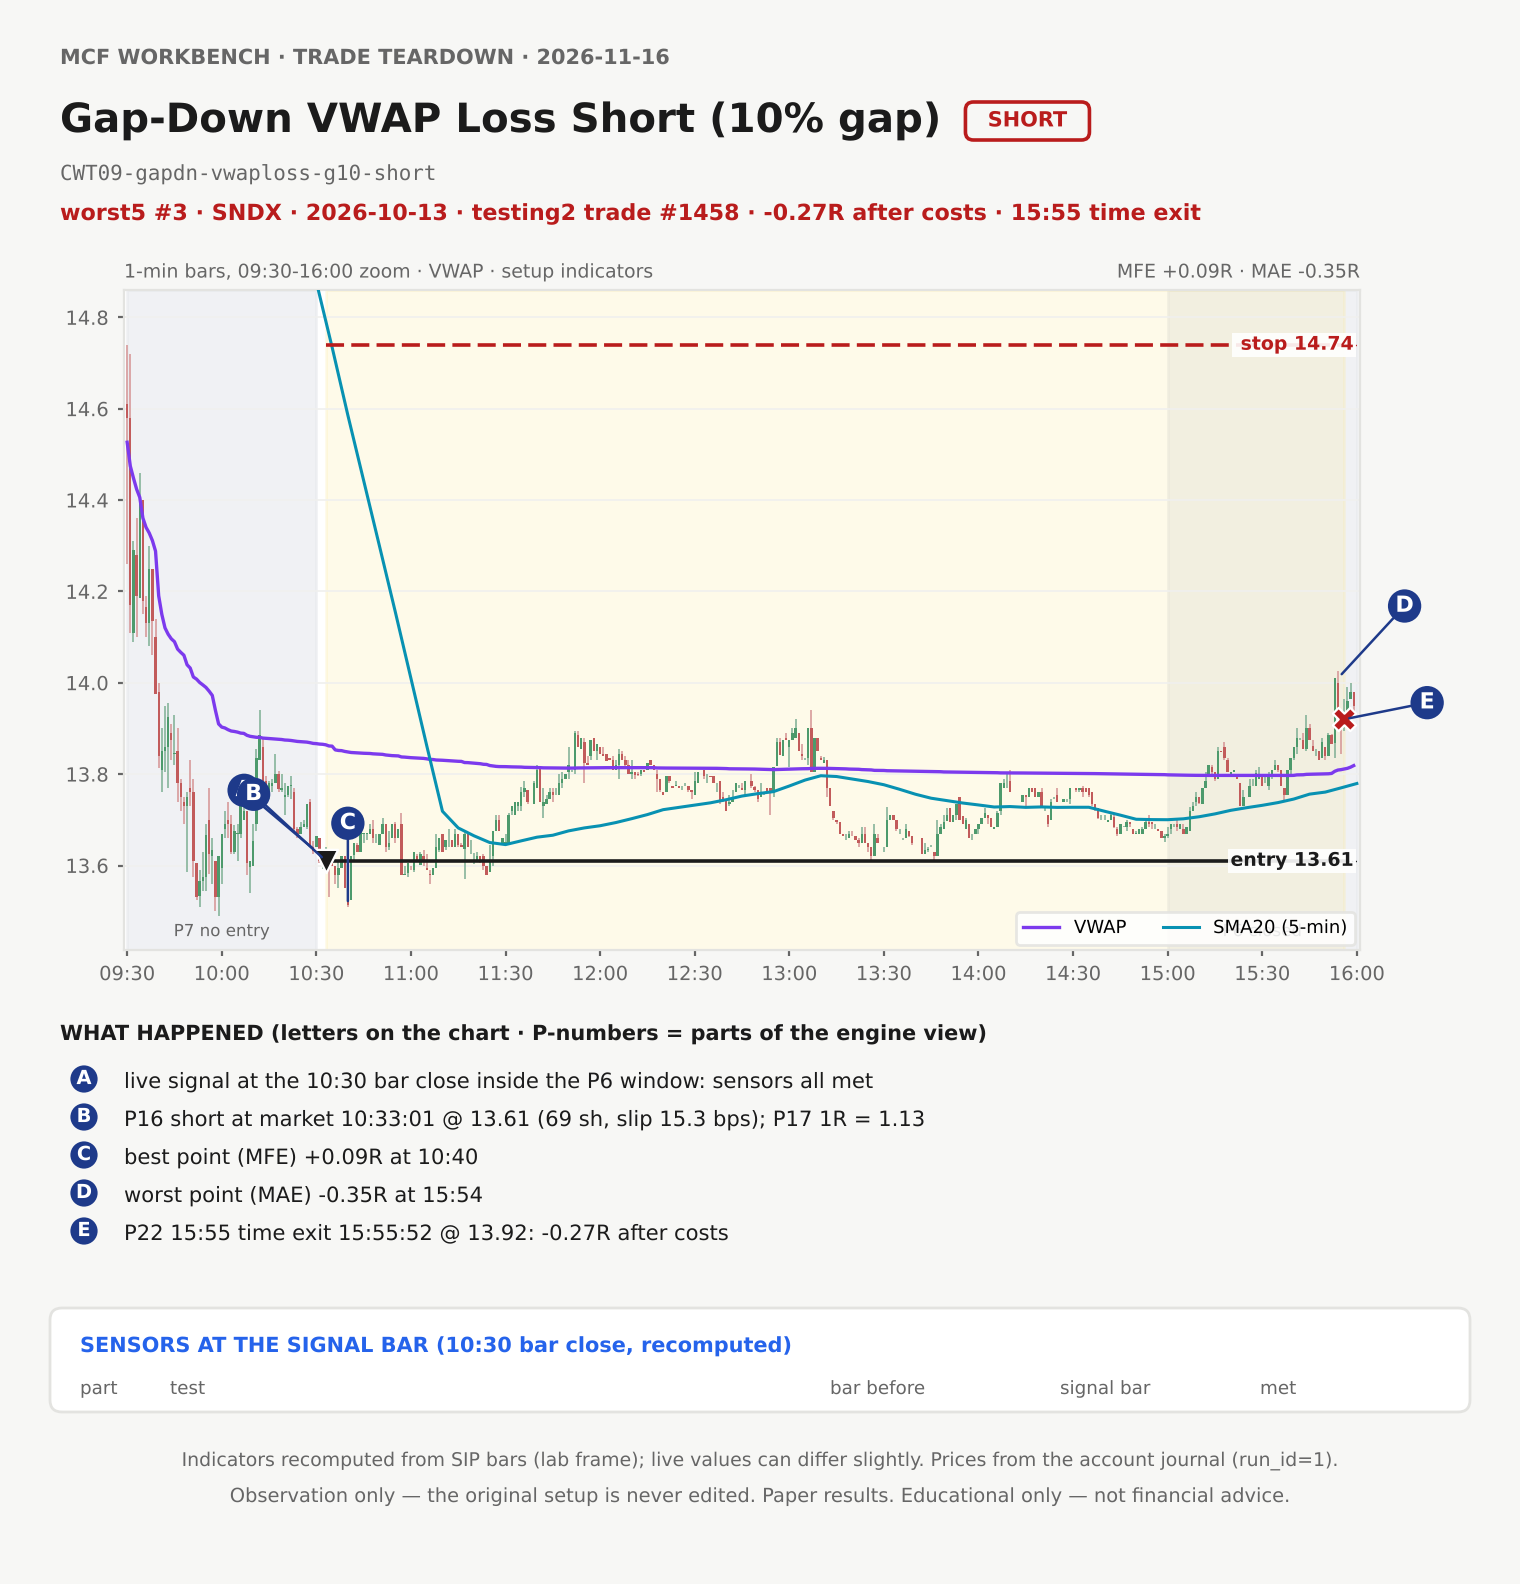 MCF WORKBENCH · TRADE TEARDOWN · 2026-11-16
Gap-Down VWAP Loss Short (10% gap) SHORT
CWT09-gapdn-vwaploss-g10-short
worst5 #3 · SNDX · 2026-10-13 · testing2 trade #1458 · -0.27R after costs · 15:55 time exit
1-min bars, 09:30-16:00 zoom · VWAP · setup indicators MFE +0.09R · MAE -0.35R
14.8
stop 14.74
14.6
14.4
14.2
D
14.0
E
13.8
B
C
13.6
entry 13.61
P7 no entry
VWAP SMA20 (5-min)
09:30 10:00 10:30 11:00 11:30 12:00 12:30 13:00 13:30 14:00 14:30 15:00 15:30 16:00
WHAT HAPPENED (letters on the chart · P-numbers = parts of the engine view)
A live signal at the 10:30 bar close inside the P6 window: sensors all met
B P16 short at market 10:33:01 @ 13.61 (69 sh, slip 15.3 bps); P17 1R = 1.13
C best point (MFE) +0.09R at 10:40
D worst point (MAE) -0.35R at 15:54
E P22 15:55 time exit 15:55:52 @ 13.92: -0.27R after costs
SENSORS AT THE SIGNAL BAR (10:30 bar close, recomputed)
part test bar before signal bar met
Indicators recomputed from SIP bars (lab frame); live values can differ slightly. Prices from the account journal (run_id=1).
Observation only — the original setup is never edited. Paper results. Educational only — not financial advice.